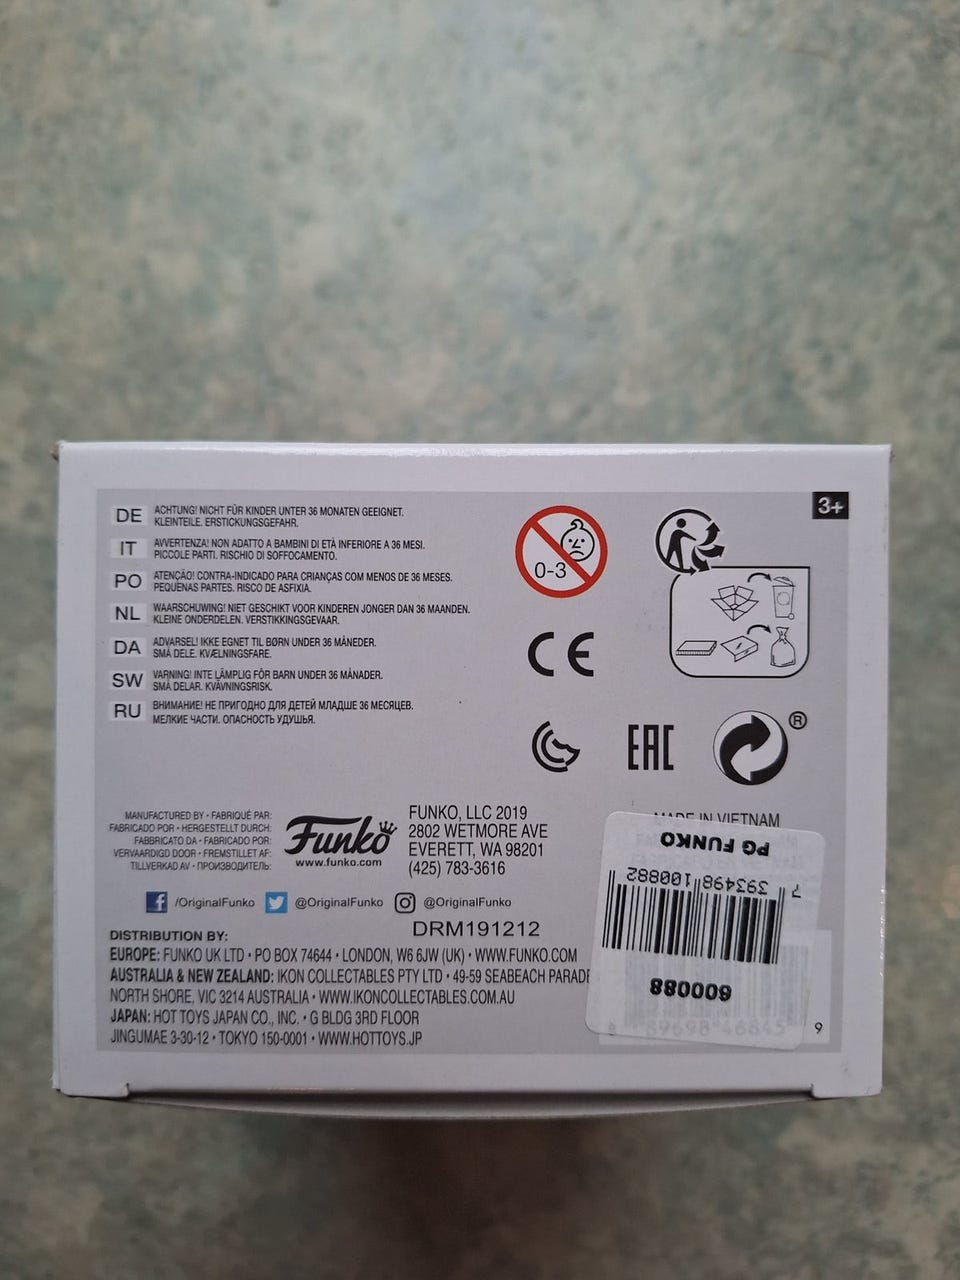 3+
DE ACHTUNG! NICHT FÜR KINDER UNTER 36 MONATEN GEEIGNET.
KLEINTEILE. ERSTICKUNGSGEFAHR.
IT AVVERTENZA! NON ADATTO A BAMBINI DI ETÀ INFERIORE A 36 MESI.
PICCOLE PARTI. RISCHIO DI SOFFOCAMENTO.
PO ATENÇÃO! CONTRA-INDICADO PARA CRIANÇAS COM MENOS DE 36 MESES.
PEQUENAS PARTES. RISCO DE ASFIXIA.
NL WAARSCHUWING! NIET GESCHIKT VOOR KINDEREN JONGER DAN 36 MAANDEN.
KLEINE ONDERDELEN. VERSTIKKINGSGEVAAR.
DA ADVARSEL! IKKE EGNET TIL BØRN UNDER 36 MÅNEDER.
SMÅ DELE. KVÆLNINGSFARE.
SW VARNING! INTE LÄMPLIG FÖR BARN UNDER 36 MÅNADER.
SMÅ DELAR. KVÄVNINGSRISK.
RU ВНИМАНИЕ! НЕ ПРИГОДНО ДЛЯ ДЕТЕЙ МЛАДШЕ 36 МЕСЯЦЕВ.
МЕЛКИЕ ЧАСТИ. ОПАСНОСТЬ УДУШЬЯ.
0-3
CE
EAC
®
MANUFACTURED BY • FABRIQUÉ PAR:
FABRICADO POR • HERGESTELLT DURCH:
FABBRICATO DA • FABRICADO POR:
VERVAARDIGD DOOR • FREMSTILLET AF:
TILLVERKAD AV • ПРОИЗВОДИТЕЛЬ:
Funko
www.funko.com
FUNKO, LLC 2019
2802 WETMORE AVE
EVERETT, WA 98201
(425) 783-3616
MADE IN VIETNAM
/OriginalFunko @OriginalFunko @OriginalFunko
DRM191212
DISTRIBUTION BY:
EUROPE: FUNKO UK LTD • PO BOX 74644 • LONDON, W6 6JW (UK) • WWW.FUNKO.COM
AUSTRALIA & NEW ZEALAND: IKON COLLECTABLES PTY LTD • 49-59 SEABEACH PARADE
NORTH SHORE, VIC 3214 AUSTRALIA • WWW.IKONCOLLECTABLES.COM.AU
JAPAN: HOT TOYS JAPAN CO., INC. • G BLDG 3RD FLOOR
JINGUMAE 3-30-12 • TOKYO 150-0001 • WWW.HOTTOYS.JP
PG FUNKO
7 393498 100882
600088
89698 46845 9